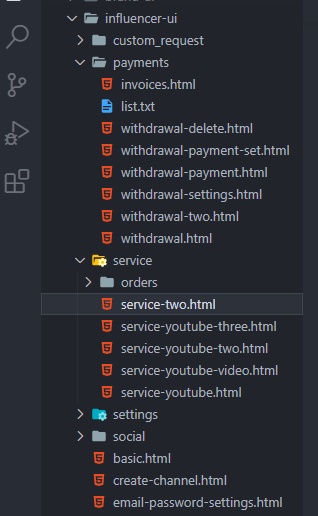 influencer-ui
custom_request
payments
invoices.html
list.txt
withdrawal-delete.html
withdrawal-payment-set.html
withdrawal-payment.html
withdrawal-settings.html
withdrawal-two.html
withdrawal.html
service
orders
service-two.html
service-youtube-three.html
service-youtube-two.html
service-youtube-video.html
service-youtube.html
settings
social
basic.html
create-channel.html
email-password-settings.html